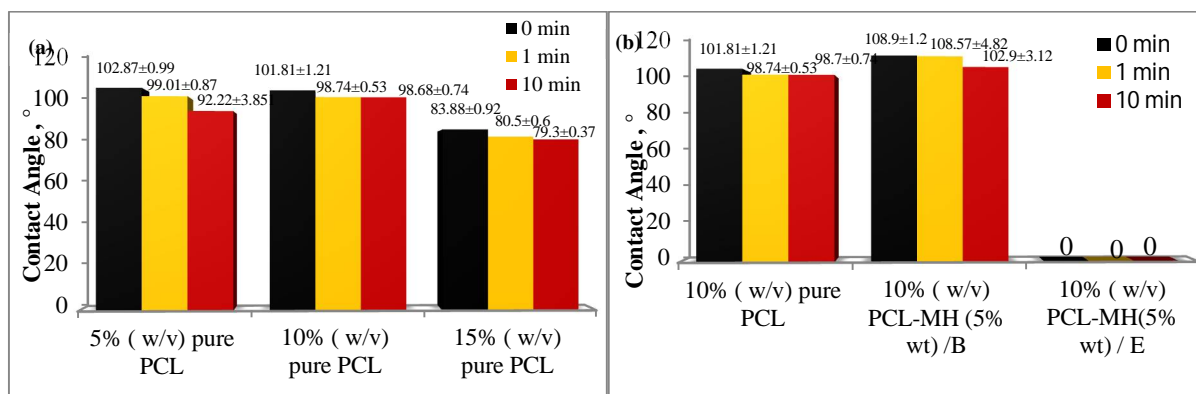 (a)
0 min
1 min
10 min
Contact Angle , °
120
100
80
60
40
20
0
102.87±0.99
99.01±0.87
92.22±3.851
101.81±1.21
98.74±0.53
98.68±0.74
83.88±0.92
80.5±0.6
79.3±0.37
5% ( w/v) pure
PCL
10% ( w/v)
pure PCL
15% ( w/v)
pure PCL
(b)
0 min
1 min
10 min
Contact Angle , °
120
100
80
60
40
20
0
101.81±1.21
98.74±0.53
98.7±0.74
108.9±1.2
108.57±4.82
102.9±3.12
0
0
0
10% ( w/v) pure
PCL
10% ( w/v)
PCL-MH (5%
wt) /B
10% ( w/v)
PCL-MH(5%
wt) / E